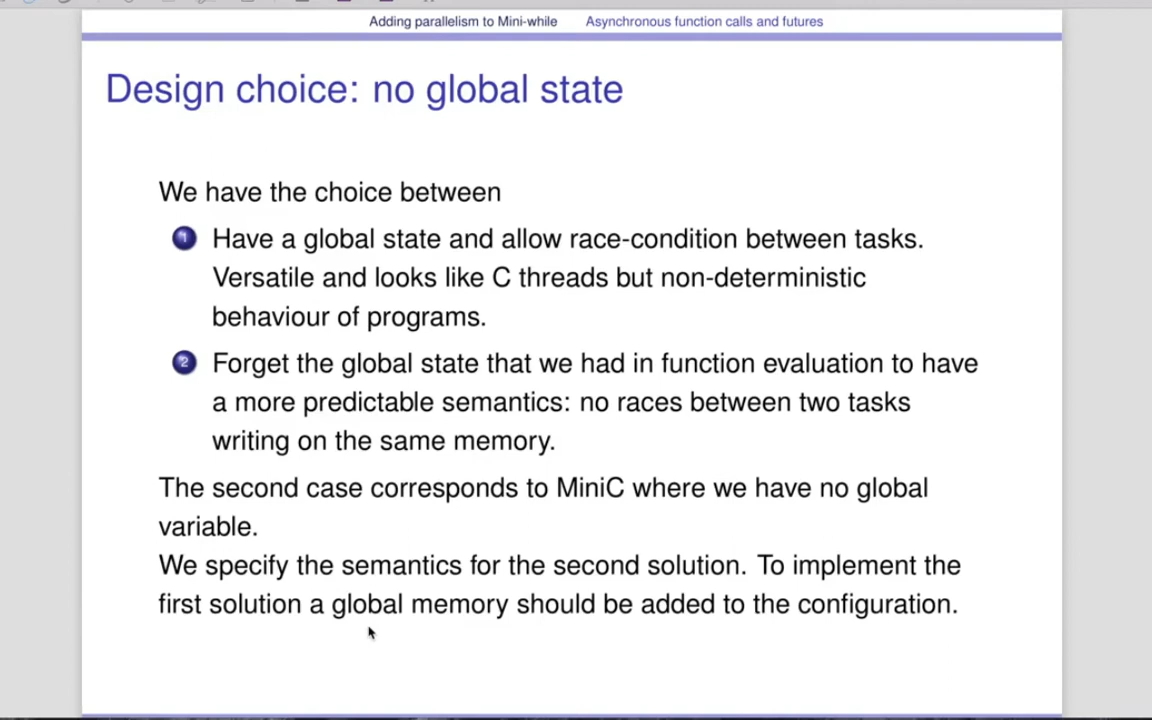 Adding parallelism to Mini-while Asynchronous function calls and futures
Design choice: no global state
We have the choice between
1 Have a global state and allow race-condition between tasks.
Versatile and looks like C threads but non-deterministic
behaviour of programs.
2 Forget the global state that we had in function evaluation to have
a more predictable semantics: no races between two tasks
writing on the same memory.
The second case corresponds to MiniC where we have no global
variable.
We specify the semantics for the second solution. To implement the
first solution a global memory should be added to the configuration.